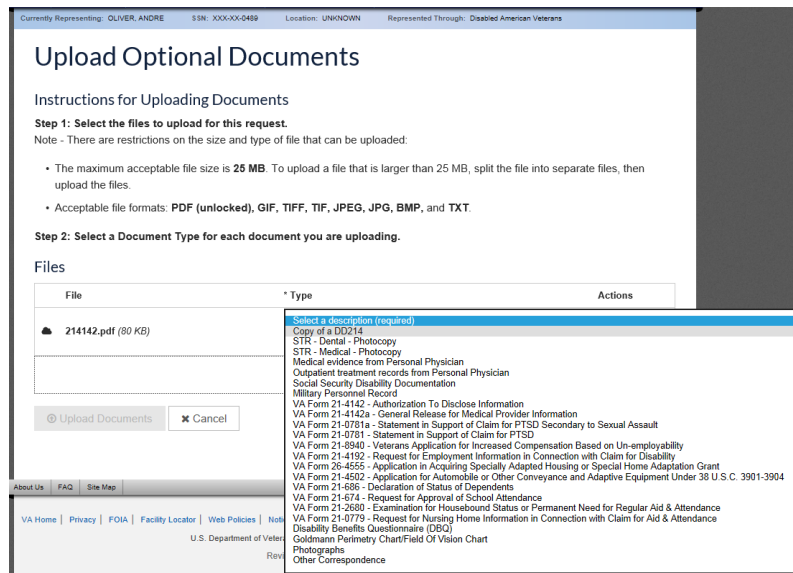 Currently Representing: OLIVER, ANDRE SSN: XXX-XX-0489 Location: UNKNOWN Represented Through: Disabled American Veterans
Upload Optional Documents
Instructions for Uploading Documents
Step 1: Select the files to upload for this request.
Note - There are restrictions on the size and type of file that can be uploaded:
• The maximum acceptable file size is 25 MB. To upload a file that is larger than 25 MB, split the file into separate files, then
upload the files.
• Acceptable file formats: PDF (unlocked), GIF, TIFF, TIF, JPEG, JPG, BMP, and TXT.
Step 2: Select a Document Type for each document you are uploading.
Files
File * Type Actions
214142.pdf (80 KB)
Select a description (required)
Copy of a DD214
STR - Dental - Photocopy
STR - Medical - Photocopy
Medical evidence from Personal Physician
Outpatient treatment records from Personal Physician
Social Security Disability Documentation
Military Personnel Record
VA Form 21-4142 - Authorization To Disclose Information
VA Form 21-4142a - General Release for Medical Provider Information
VA Form 21-0781a - Statement in Support of Claim for PTSD Secondary to Sexual Assault
VA Form 21-0781 - Statement in Support of Claim for PTSD
VA Form 21-8940 - Veterans Application for Increased Compensation Based on Un-employability
VA Form 21-4192 - Request for Employment Information in Connection with Claim for Disability
VA Form 26-4555 - Application in Acquiring Specially Adapted Housing or Special Home Adaptation Grant
VA Form 21-4502 - Application for Automobile or Other Conveyance and Adaptive Equipment Under 38 U.S.C. 3901-3904
VA Form 21-686 - Declaration of Status of Dependents
VA Form 21-674 - Request for Approval of School Attendance
VA Form 21-2680 - Examination for Housebound Status or Permanent Need for Regular Aid & Attendance
VA Form 21-0779 - Request for Nursing Home Information in Connection with Claim for Aid & Attendance
Disability Benefits Questionnaire (DBQ)
Goldmann Perimetry Chart/Field Of Vision Chart
Photographs
Other Correspondence
Upload Documents Cancel
About Us FAQ Site Map
VA Home | Privacy | FOIA | Facility Locator | Web Policies |
U.S. Department of